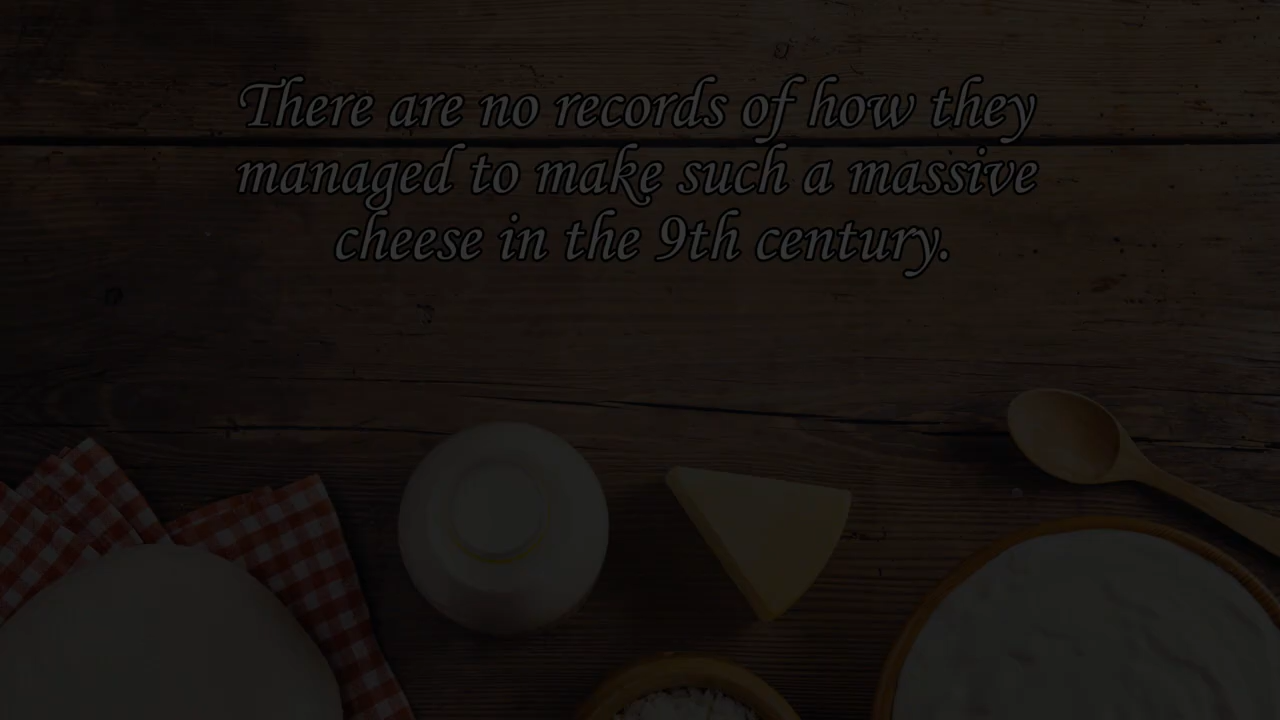 There are no records of how they
managed to make such a massive
cheese in the 9th century.